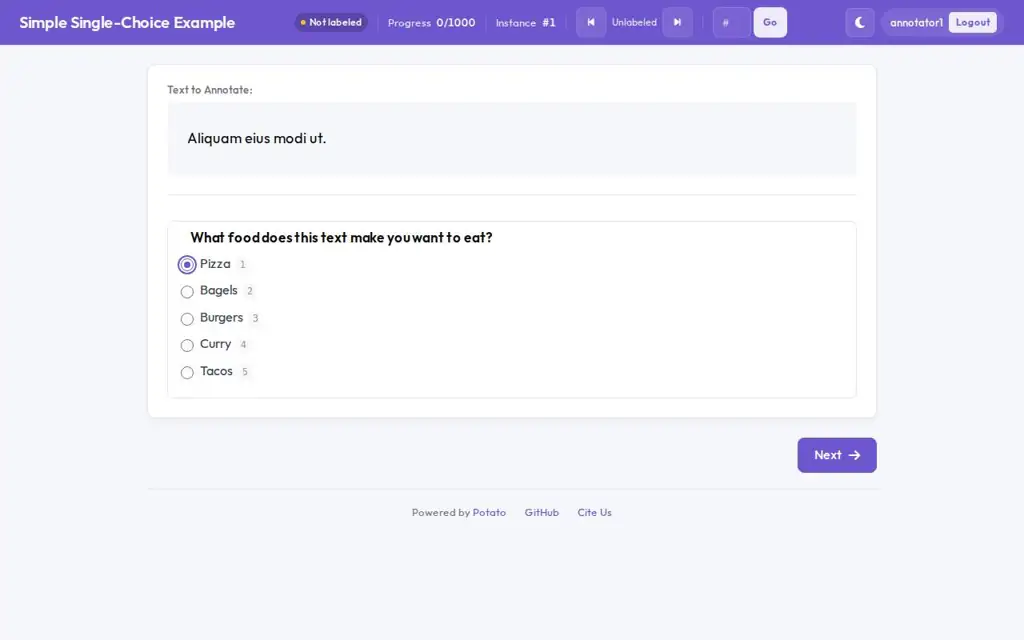 Simple Single-Choice Example
Not labeled
Progress 0/1000
Instance #1
Unlabeled
#
Go
annotator1
Logout
Text to Annotate:
Aliquam eius modi ut.
What food does this text make you want to eat?
Pizza 1
Bagels 2
Burgers 3
Curry 4
Tacos 5
Next
Powered by Potato GitHub Cite Us